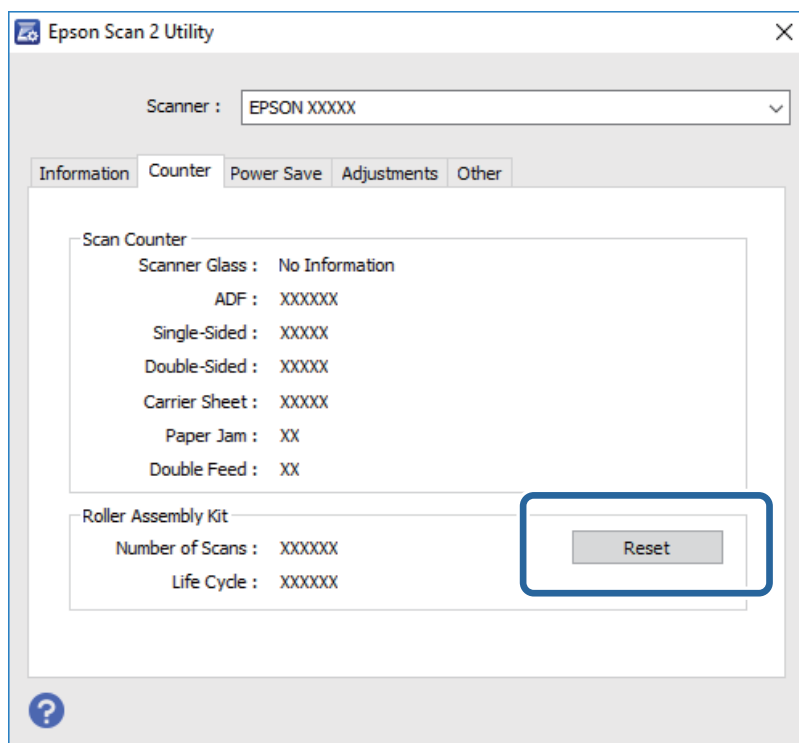 Epson Scan 2 Utility
Scanner : EPSON XXXXX
Information Counter Power Save Adjustments Other
Scan Counter
Scanner Glass : No Information
ADF : XXXXXX
Single-Sided : XXXXX
Double-Sided : XXXXX
Carrier Sheet : XXXXX
Paper Jam : XX
Double Feed : XX
Roller Assembly Kit
Number of Scans : XXXXXX Reset
Life Cycle : XXXXXX
?